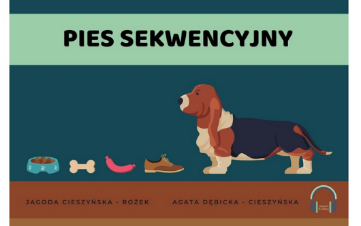 PIES SEKWENCYJNY
JAGODA CIESZYŃSKA - ROŻEK AGATA DĘBICKA - CIESZYŃSKA